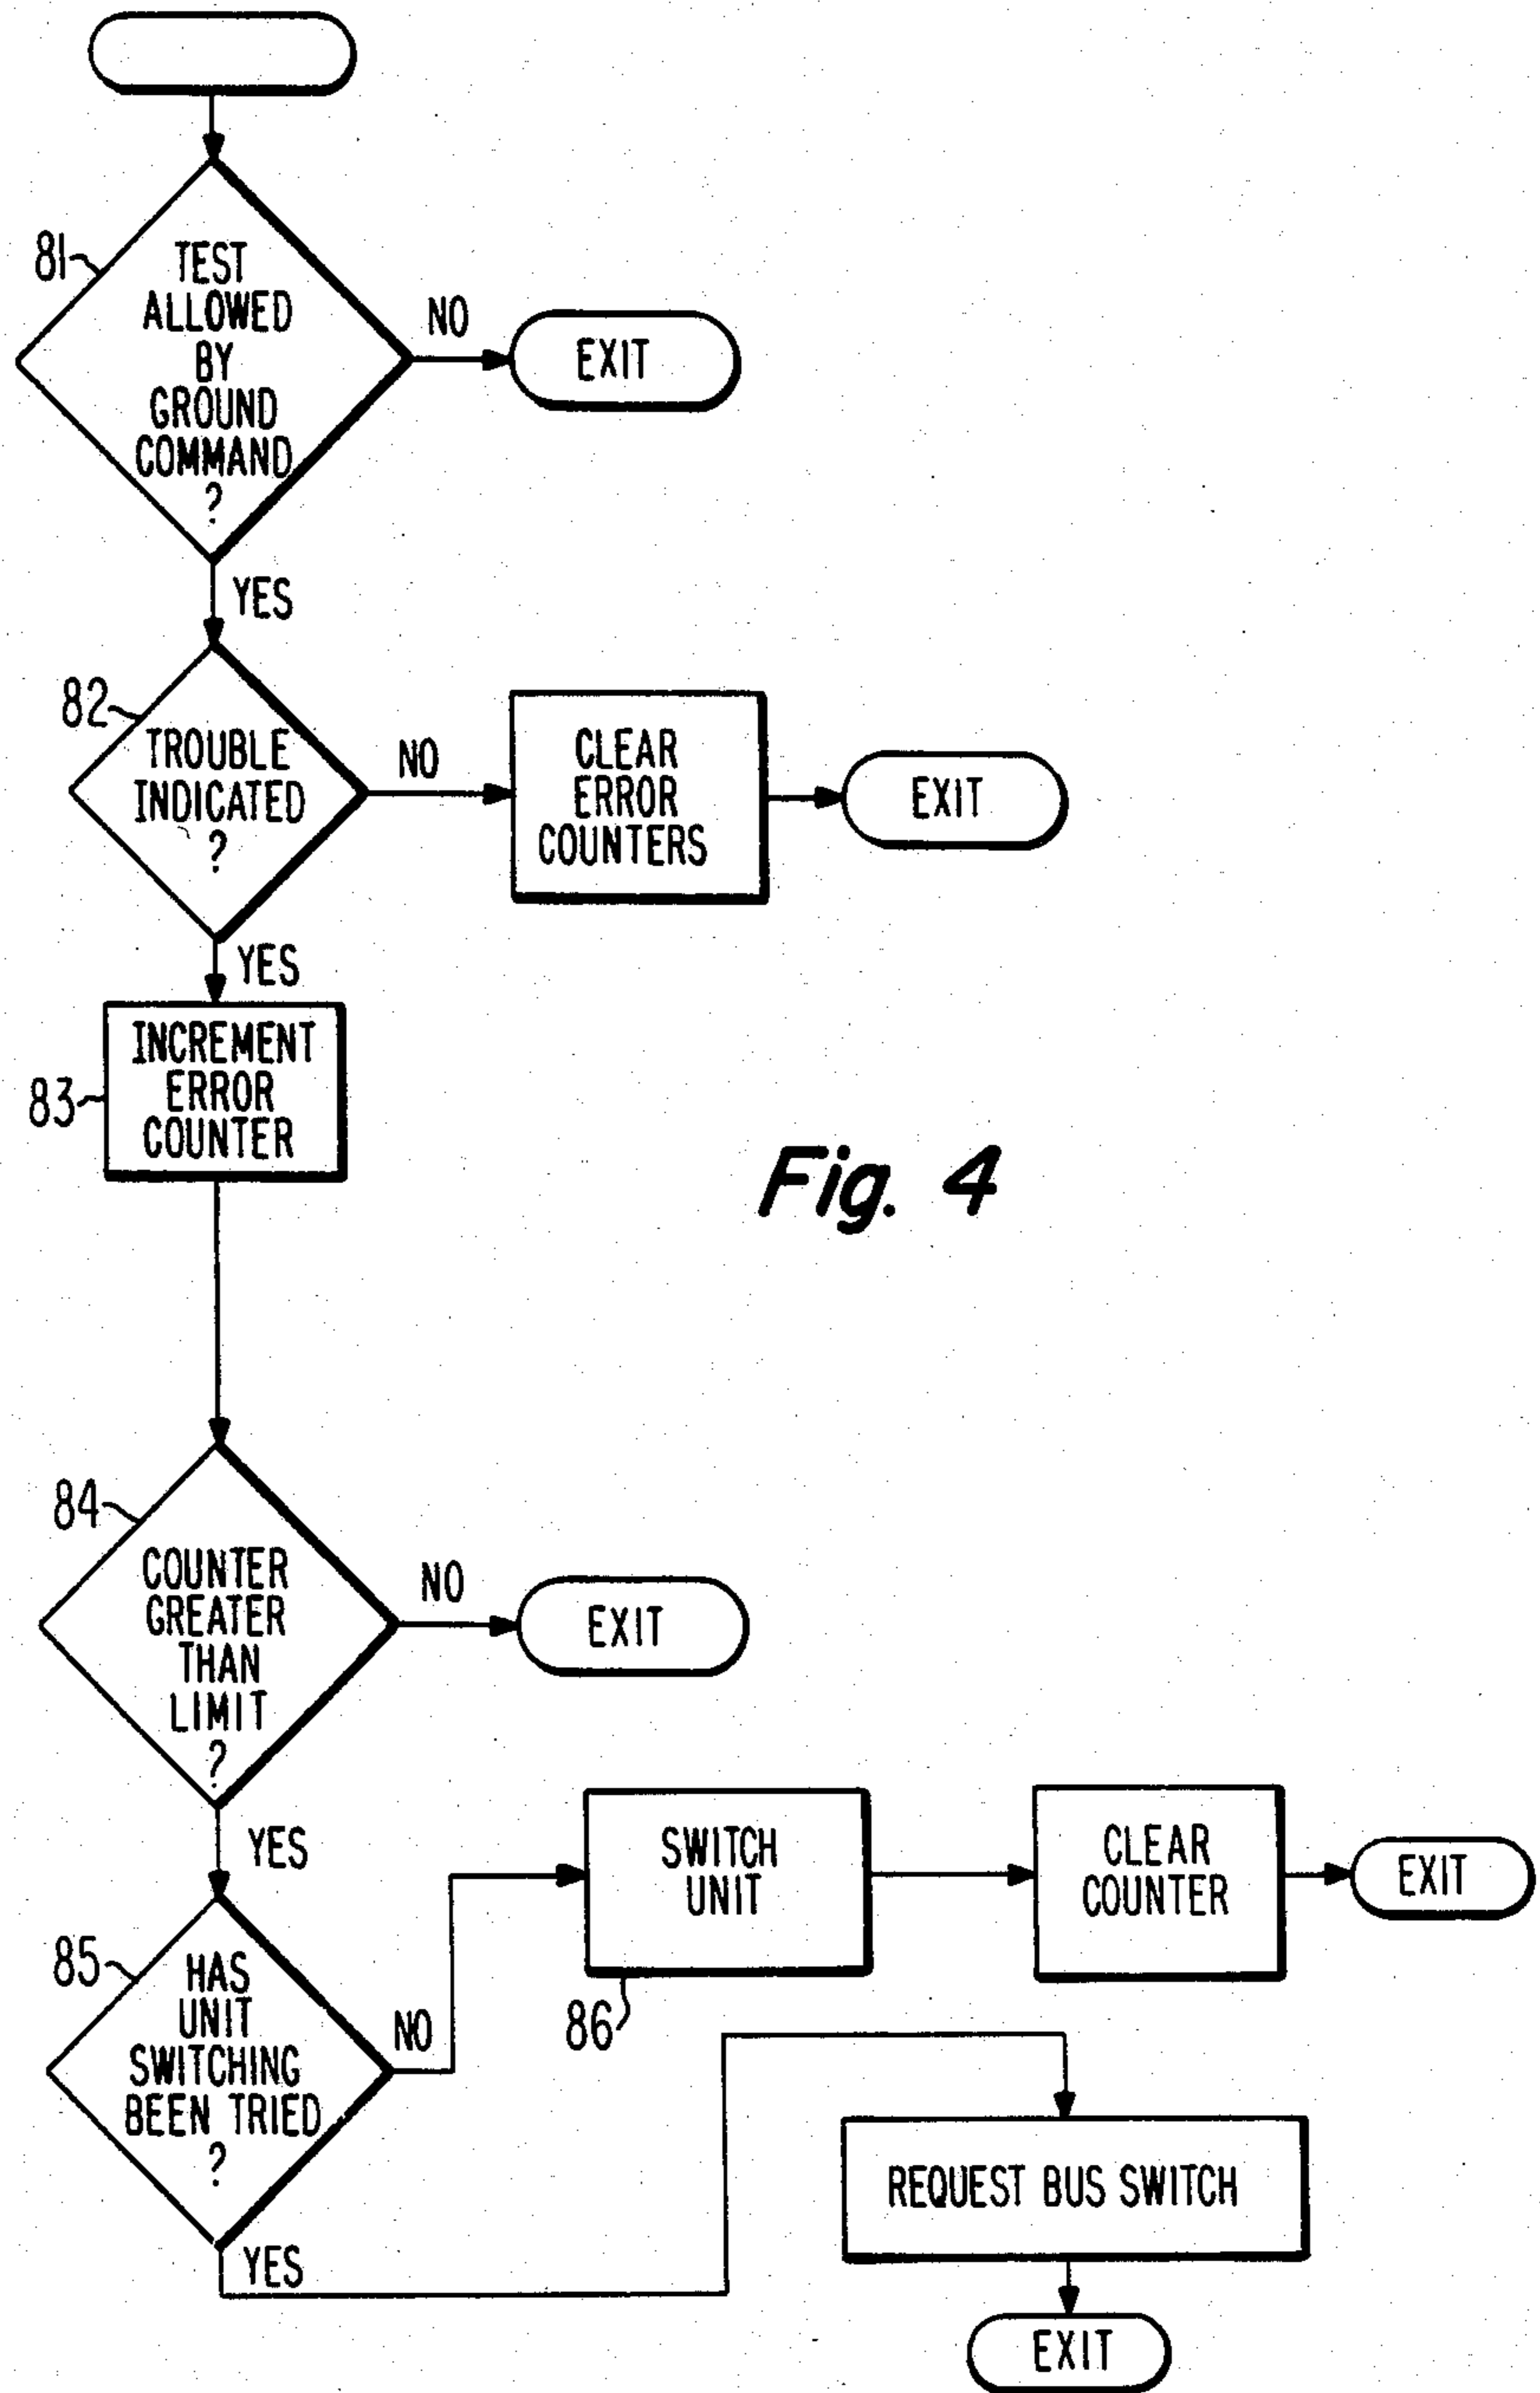 81
TEST
ALLOWED
BY
GROUND
COMMAND
?
NO
EXIT
YES
82
TROUBLE
INDICATED
?
NO
CLEAR
ERROR
COUNTERS
EXIT
YES
83
INCREMENT
ERROR
COUNTER
Fig. 4
84
COUNTER
GREATER
THAN
LIMIT
?
NO
EXIT
YES
85
HAS
UNIT
SWITCHING
BEEN TRIED
?
NO
SWITCH
UNIT
86
CLEAR
COUNTER
EXIT
YES
REQUEST BUS SWITCH
EXIT